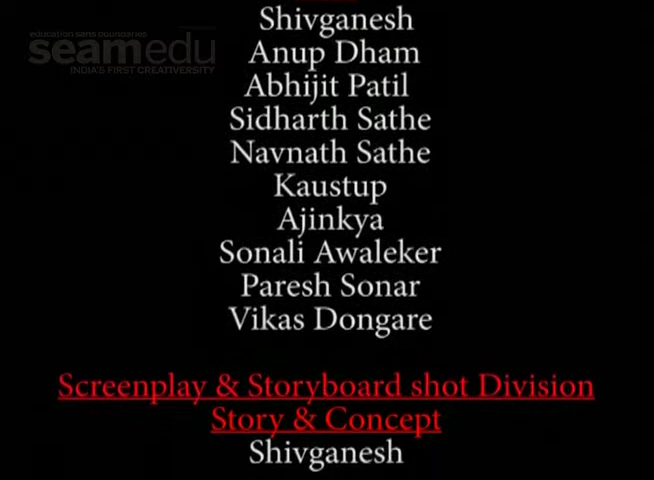 Shivganesh
education sans boundaries
Anup Dham
seamedu
INDIA'S FIRST CREATIVERSITY
Abhijit Patil
Sidharth Sathe
Navnath Sathe
Kaustup
Ajinkya
Sonali Awaleker
Paresh Sonar
Vikas Dongare
Screenplay & Storyboard shot Division
Story & Concept
Shivganesh